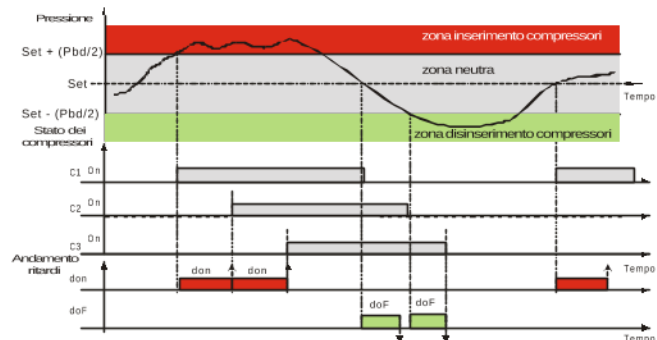 Pressione
zona inserimento compressori
Set + (Pbd/2)
zona neutra
Set
Tempo
Set - (Pbd/2)
zona disinserimento compressori
Stato dei
compressori
C1 On
C2 On
C3 On
Andamento
ritardi
don don
Tempo
don
doF doF
doF
Tempo